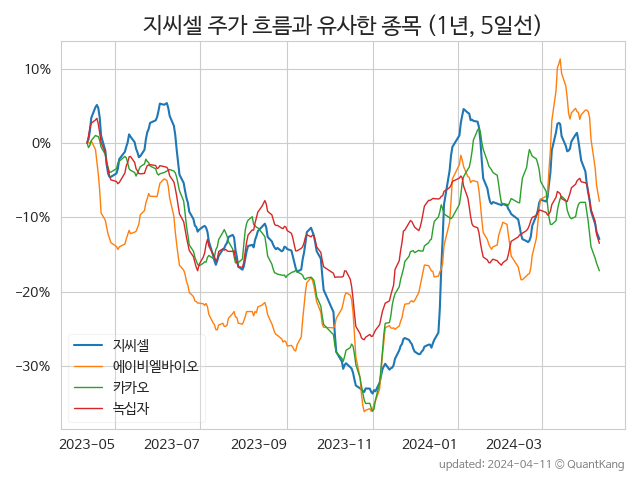 지씨셀 주가 흐름과 유사한 종목 (1년, 5일선)
10%
0%
−10%
−20%
−30%
지씨셀
에이비엘바이오
카카오
녹십자
2023-05 2023-07 2023-09 2023-11 2024-01 2024-03
updated: 2024-04-11 © QuantKang